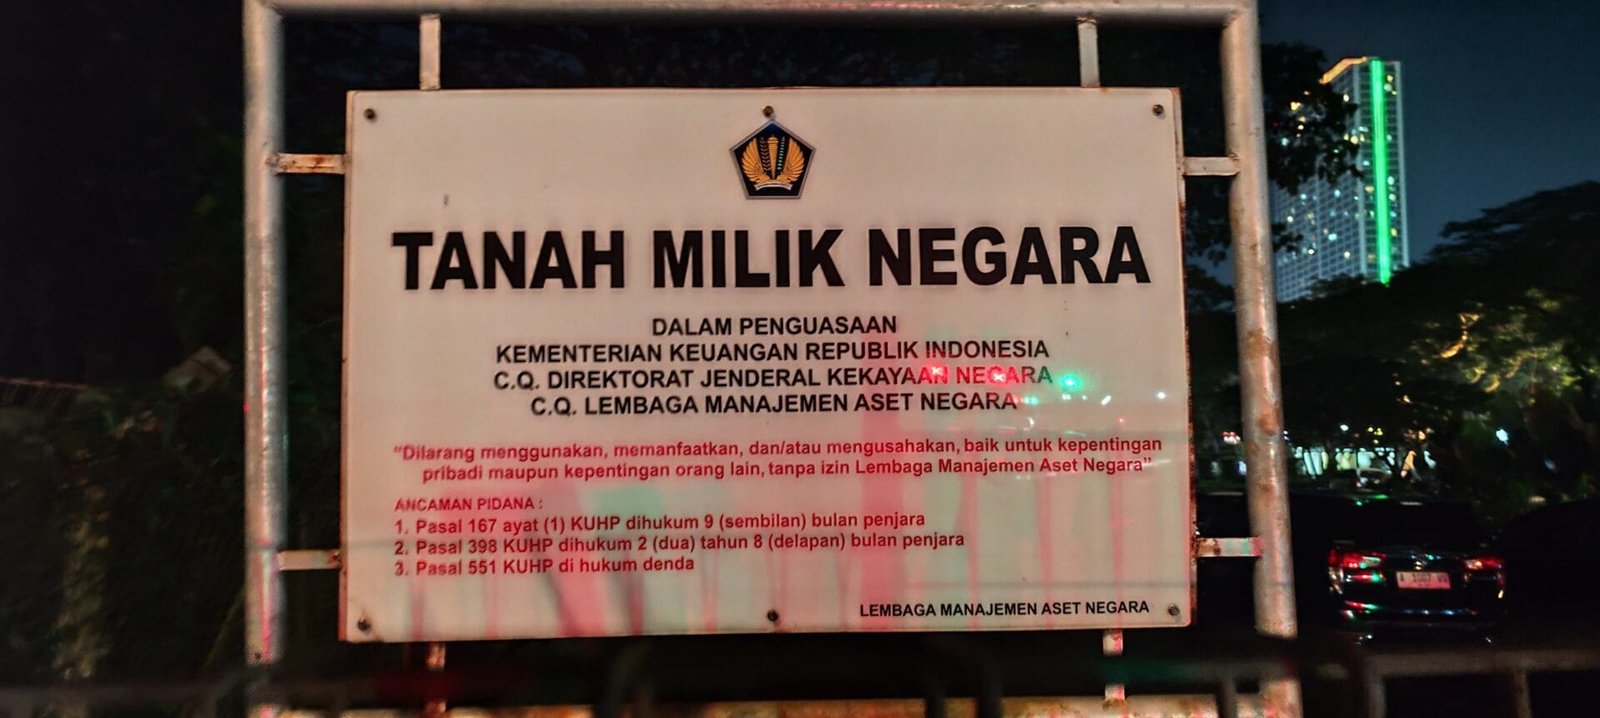 TANAH MILIK NEGARA
DALAM PENGUASAAN
KEMENTERIAN KEUANGAN REPUBLIK INDONESIA
C.Q. DIREKTORAT JENDERAL KEKAYAAN NEGARA
C.Q. LEMBAGA MANAJEMEN ASET NEGARA
“Dilarang menggunakan, memanfaatkan, dan/atau mengusahakan, baik untuk kepentingan
pribadi maupun kepentingan orang lain, tanpa izin Lembaga Manajemen Aset Negara”
ANCAMAN PIDANA :
1. Pasal 167 ayat (1) KUHP dihukum 9 (sembilan) bulan penjara
2. Pasal 398 KUHP dihukum 2 (dua) tahun 8 (delapan) bulan penjara
3. Pasal 551 KUHP di hukum denda
LEMBAGA MANAJEMEN ASET NEGARA